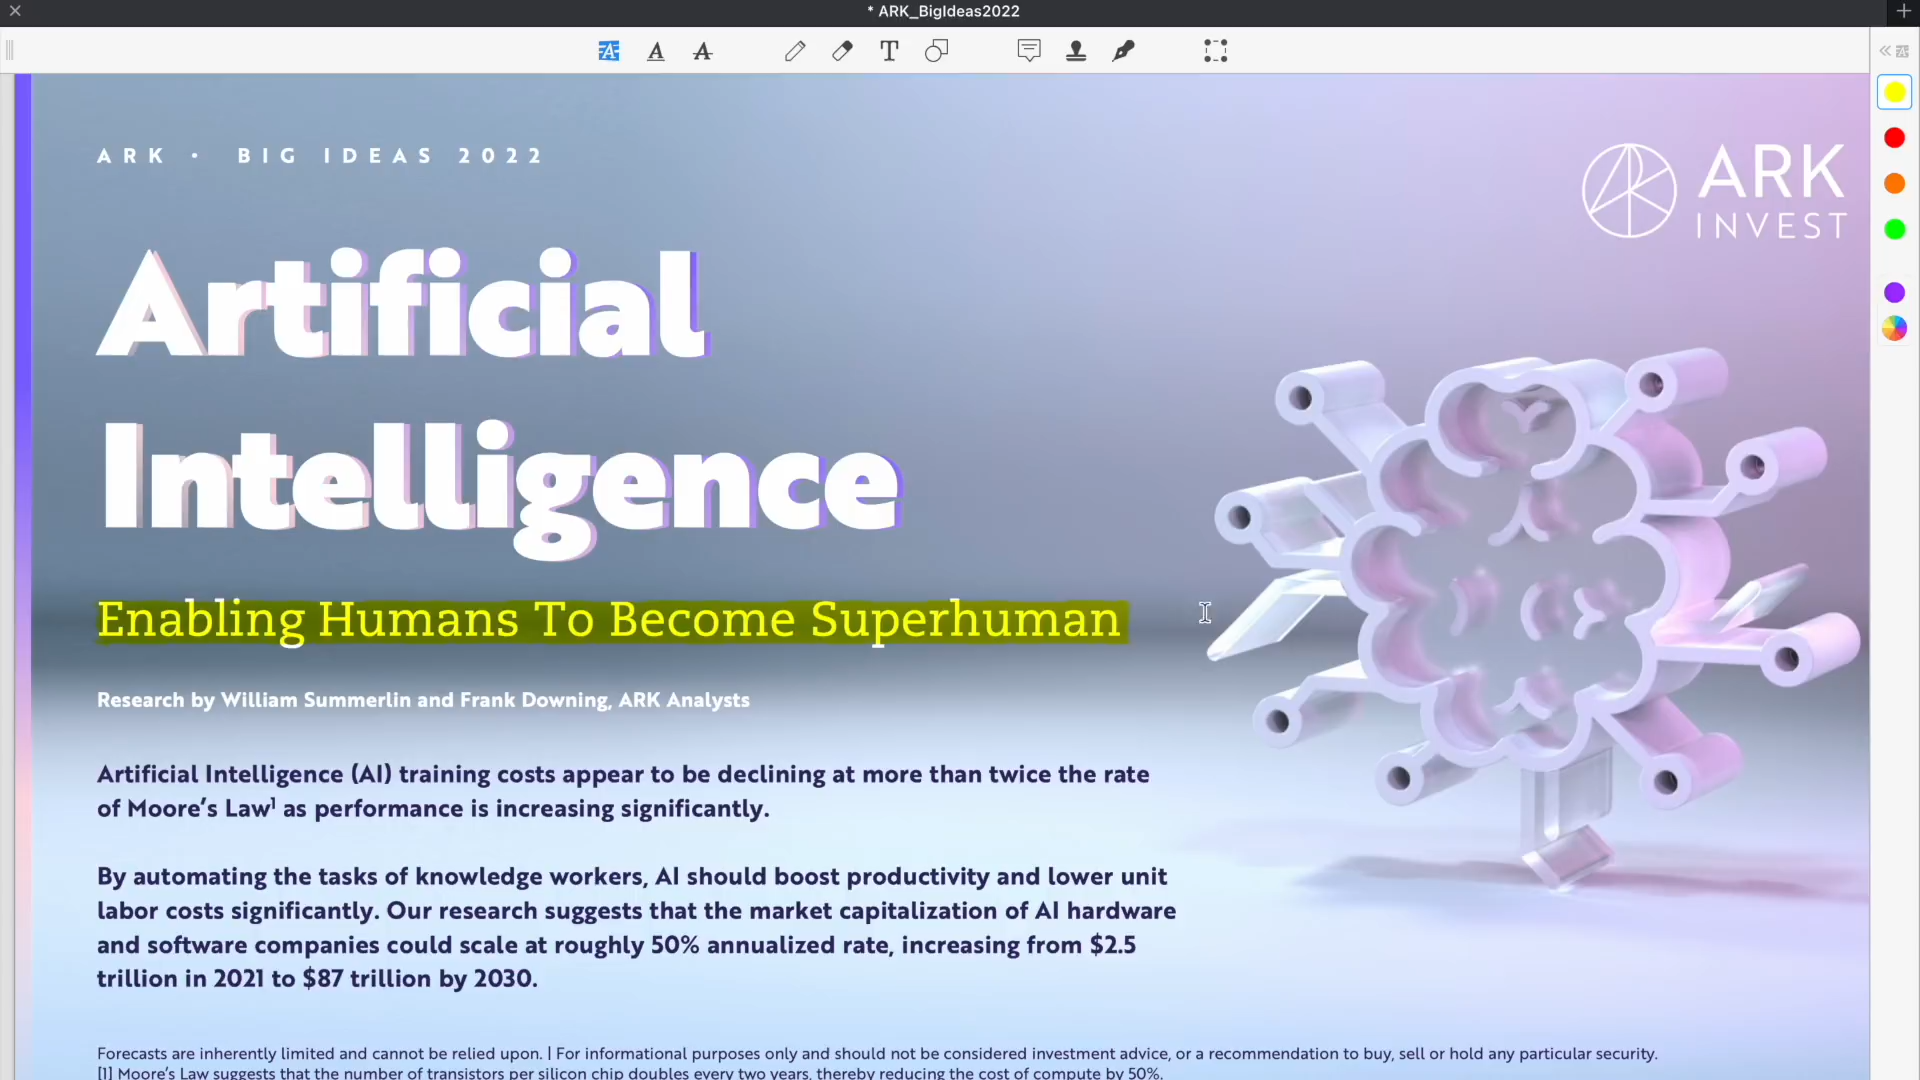 * ARK_BigIdeas2022
ARK • BIG IDEAS 2022
ARK
INVEST
Artificial
Intelligence
Enabling Humans To Become Superhuman
Research by William Summerlin and Frank Downing, ARK Analysts
Artificial Intelligence (AI) training costs appear to be declining at more than twice the rate
of Moore’s Law¹ as performance is increasing significantly.
By automating the tasks of knowledge workers, AI should boost productivity and lower unit
labor costs significantly. Our research suggests that the market capitalization of AI hardware
and software companies could scale at roughly 50% annualized rate, increasing from $2.5
trillion in 2021 to $87 trillion by 2030.
Forecasts are inherently limited and cannot be relied upon. | For informational purposes only and should not be considered investment advice, or a recommendation to buy, sell or hold any particular security.
[1] Moore’s Law suggests that the number of transistors per silicon chip doubles every two years, thereby reducing the cost of compute by 50%.